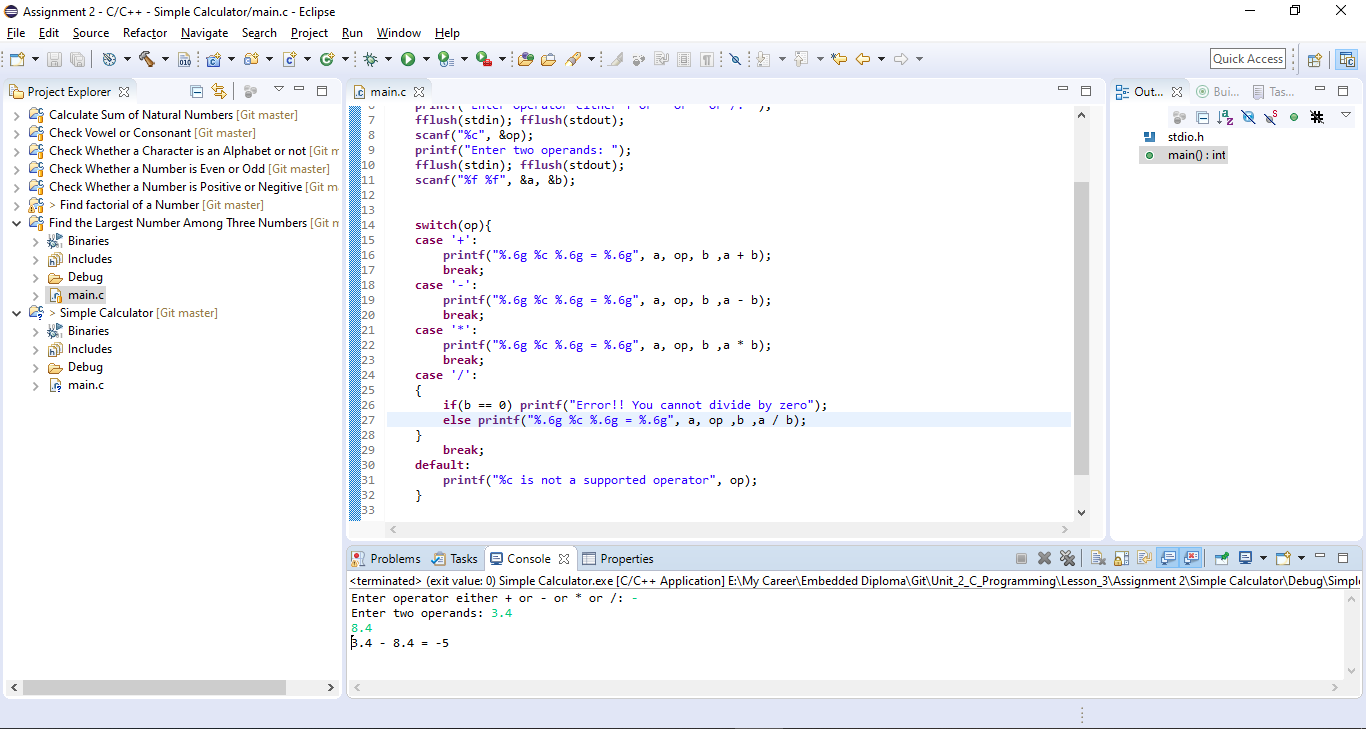 Assignment 2 - C/C++ - Simple Calculator/main.c - Eclipse
File Edit Source Refactor Navigate Search Project Run Window Help
Quick Access
Project Explorer
Calculate Sum of Natural Numbers [Git master]
Check Vowel or Consonant [Git master]
Check Whether a Character is an Alphabet or not [Git m
Check Whether a Number is Even or Odd [Git master]
Check Whether a Number is Positive or Negitive [Git m
> Find factorial of a Number [Git master]
Find the Largest Number Among Three Numbers [Git m
Binaries
Includes
Debug
main.c
> Simple Calculator [Git master]
Binaries
Includes
Debug
main.c
main.c
printf("Enter operator either + or - or * or /: ");
7 fflush(stdin); fflush(stdout);
8 scanf("%c", &op);
9 printf("Enter two operands: ");
10 fflush(stdin); fflush(stdout);
11 scanf("%f %f", &a, &b);
12
13
14 switch(op){
15 case '+':
16 printf("%.6g %c %.6g = %.6g", a, op, b ,a + b);
17 break;
18 case '-':
19 printf("%.6g %c %.6g = %.6g", a, op, b ,a - b);
20 break;
21 case '*':
22 printf("%.6g %c %.6g = %.6g", a, op, b ,a * b);
23 break;
24 case '/':
25 {
26 if(b == 0) printf("Error!! You cannot divide by zero");
27 else printf("%.6g %c %.6g = %.6g", a, op ,b ,a / b);
28 }
29 break;
30 default:
31 printf("%c is not a supported operator", op);
32 }
33
Out... Bui... Tas...
stdio.h
main() : int
Problems Tasks Console Properties
<terminated> (exit value: 0) Simple Calculator.exe [C/C++ Application] E:\My Career\Embedded Diploma\Git\Unit_2_C_Programming\Lesson_3\Assignment 2\Simple Calculator\Debug\Simpl
Enter operator either + or - or * or /: -
Enter two operands: 3.4
8.4
3.4 - 8.4 = -5